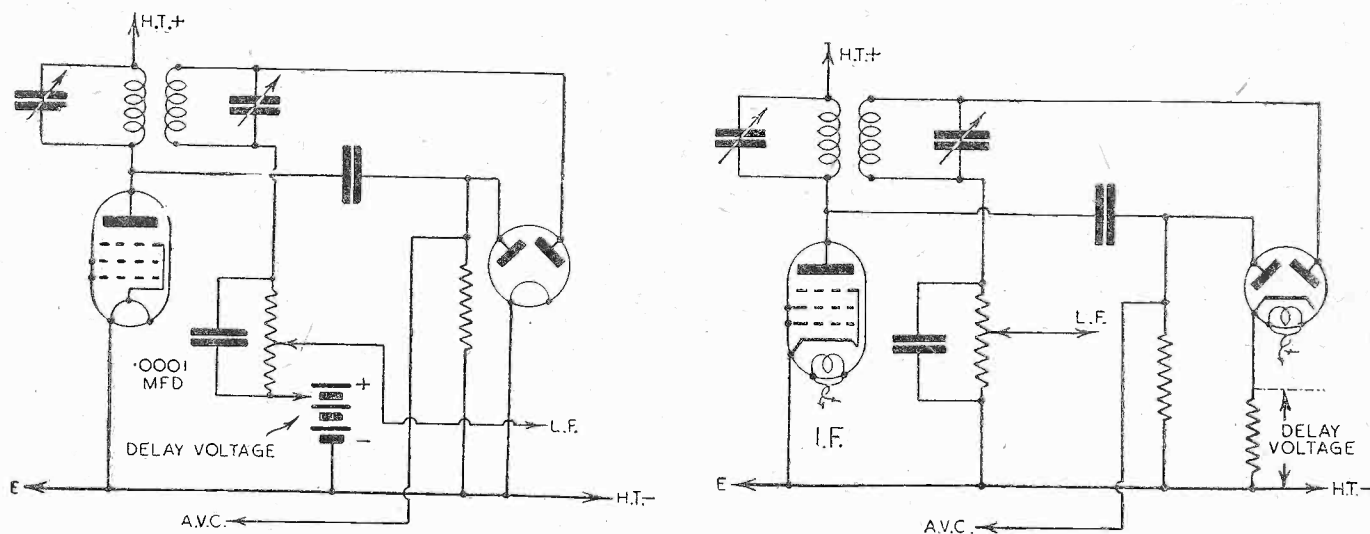 H.T.+
.0001
MFD
+
-
DELAY VOLTAGE
L.F.
E
H.T.-
A.V.C.
H.T.+
L.F.
I.F.
DELAY
VOLTAGE
E
H.T.-
A.V.C.